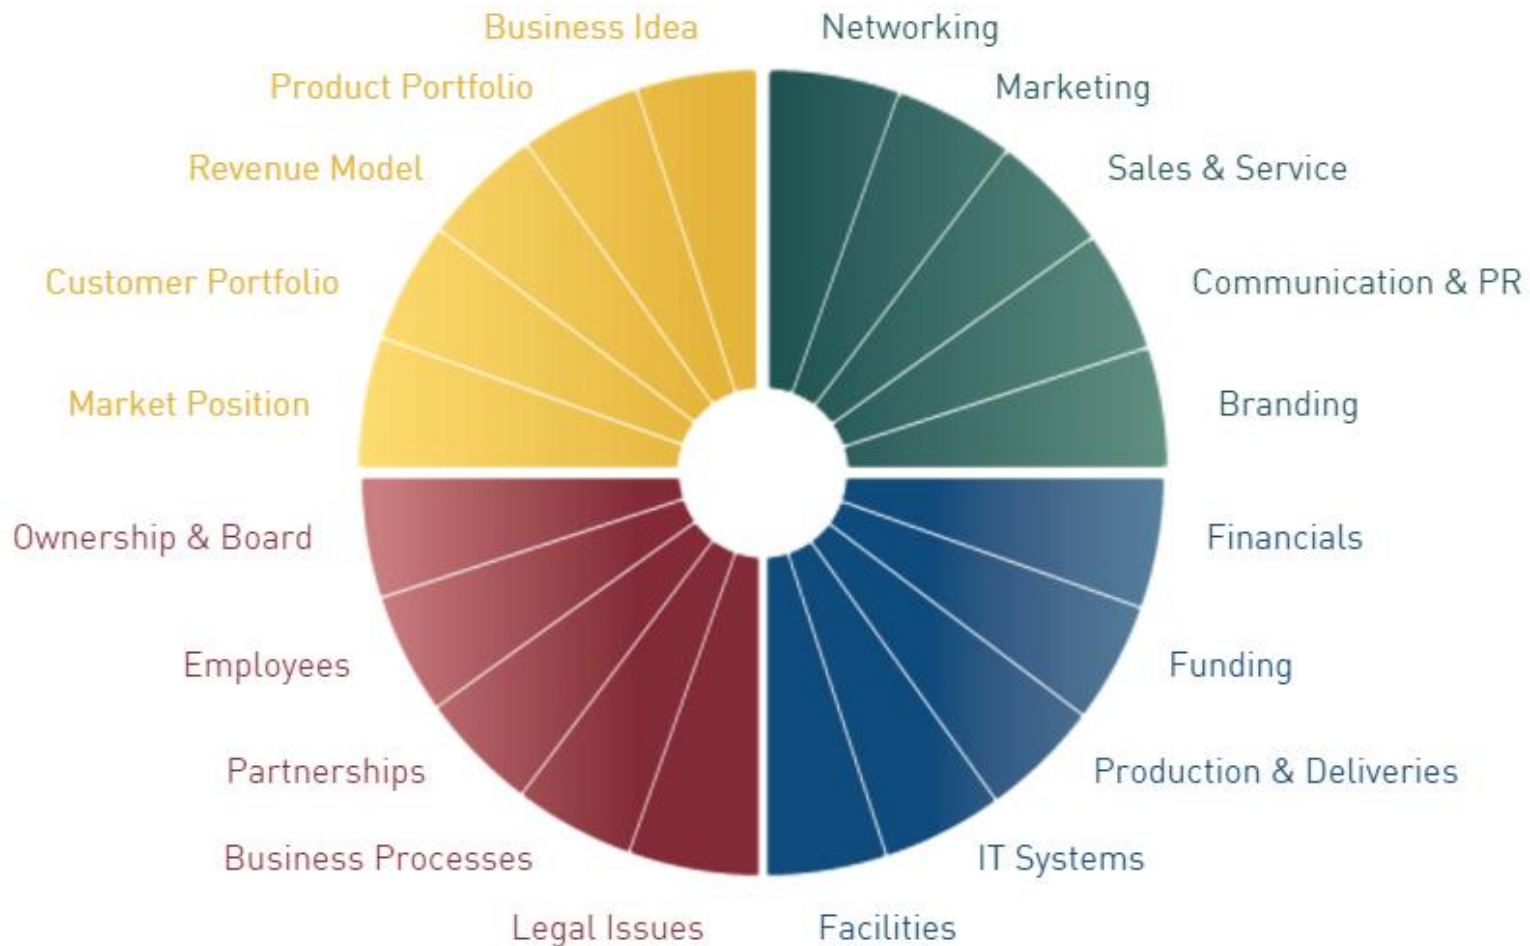 Business Idea
Networking
Product Portfolio
Marketing
Revenue Model
Sales & Service
Customer Portfolio
Communication & PR
Market Position
Branding
Ownership & Board
Financials
Employees
Funding
Partnerships
Production & Deliveries
Business Processes
IT Systems
Legal Issues
Facilities